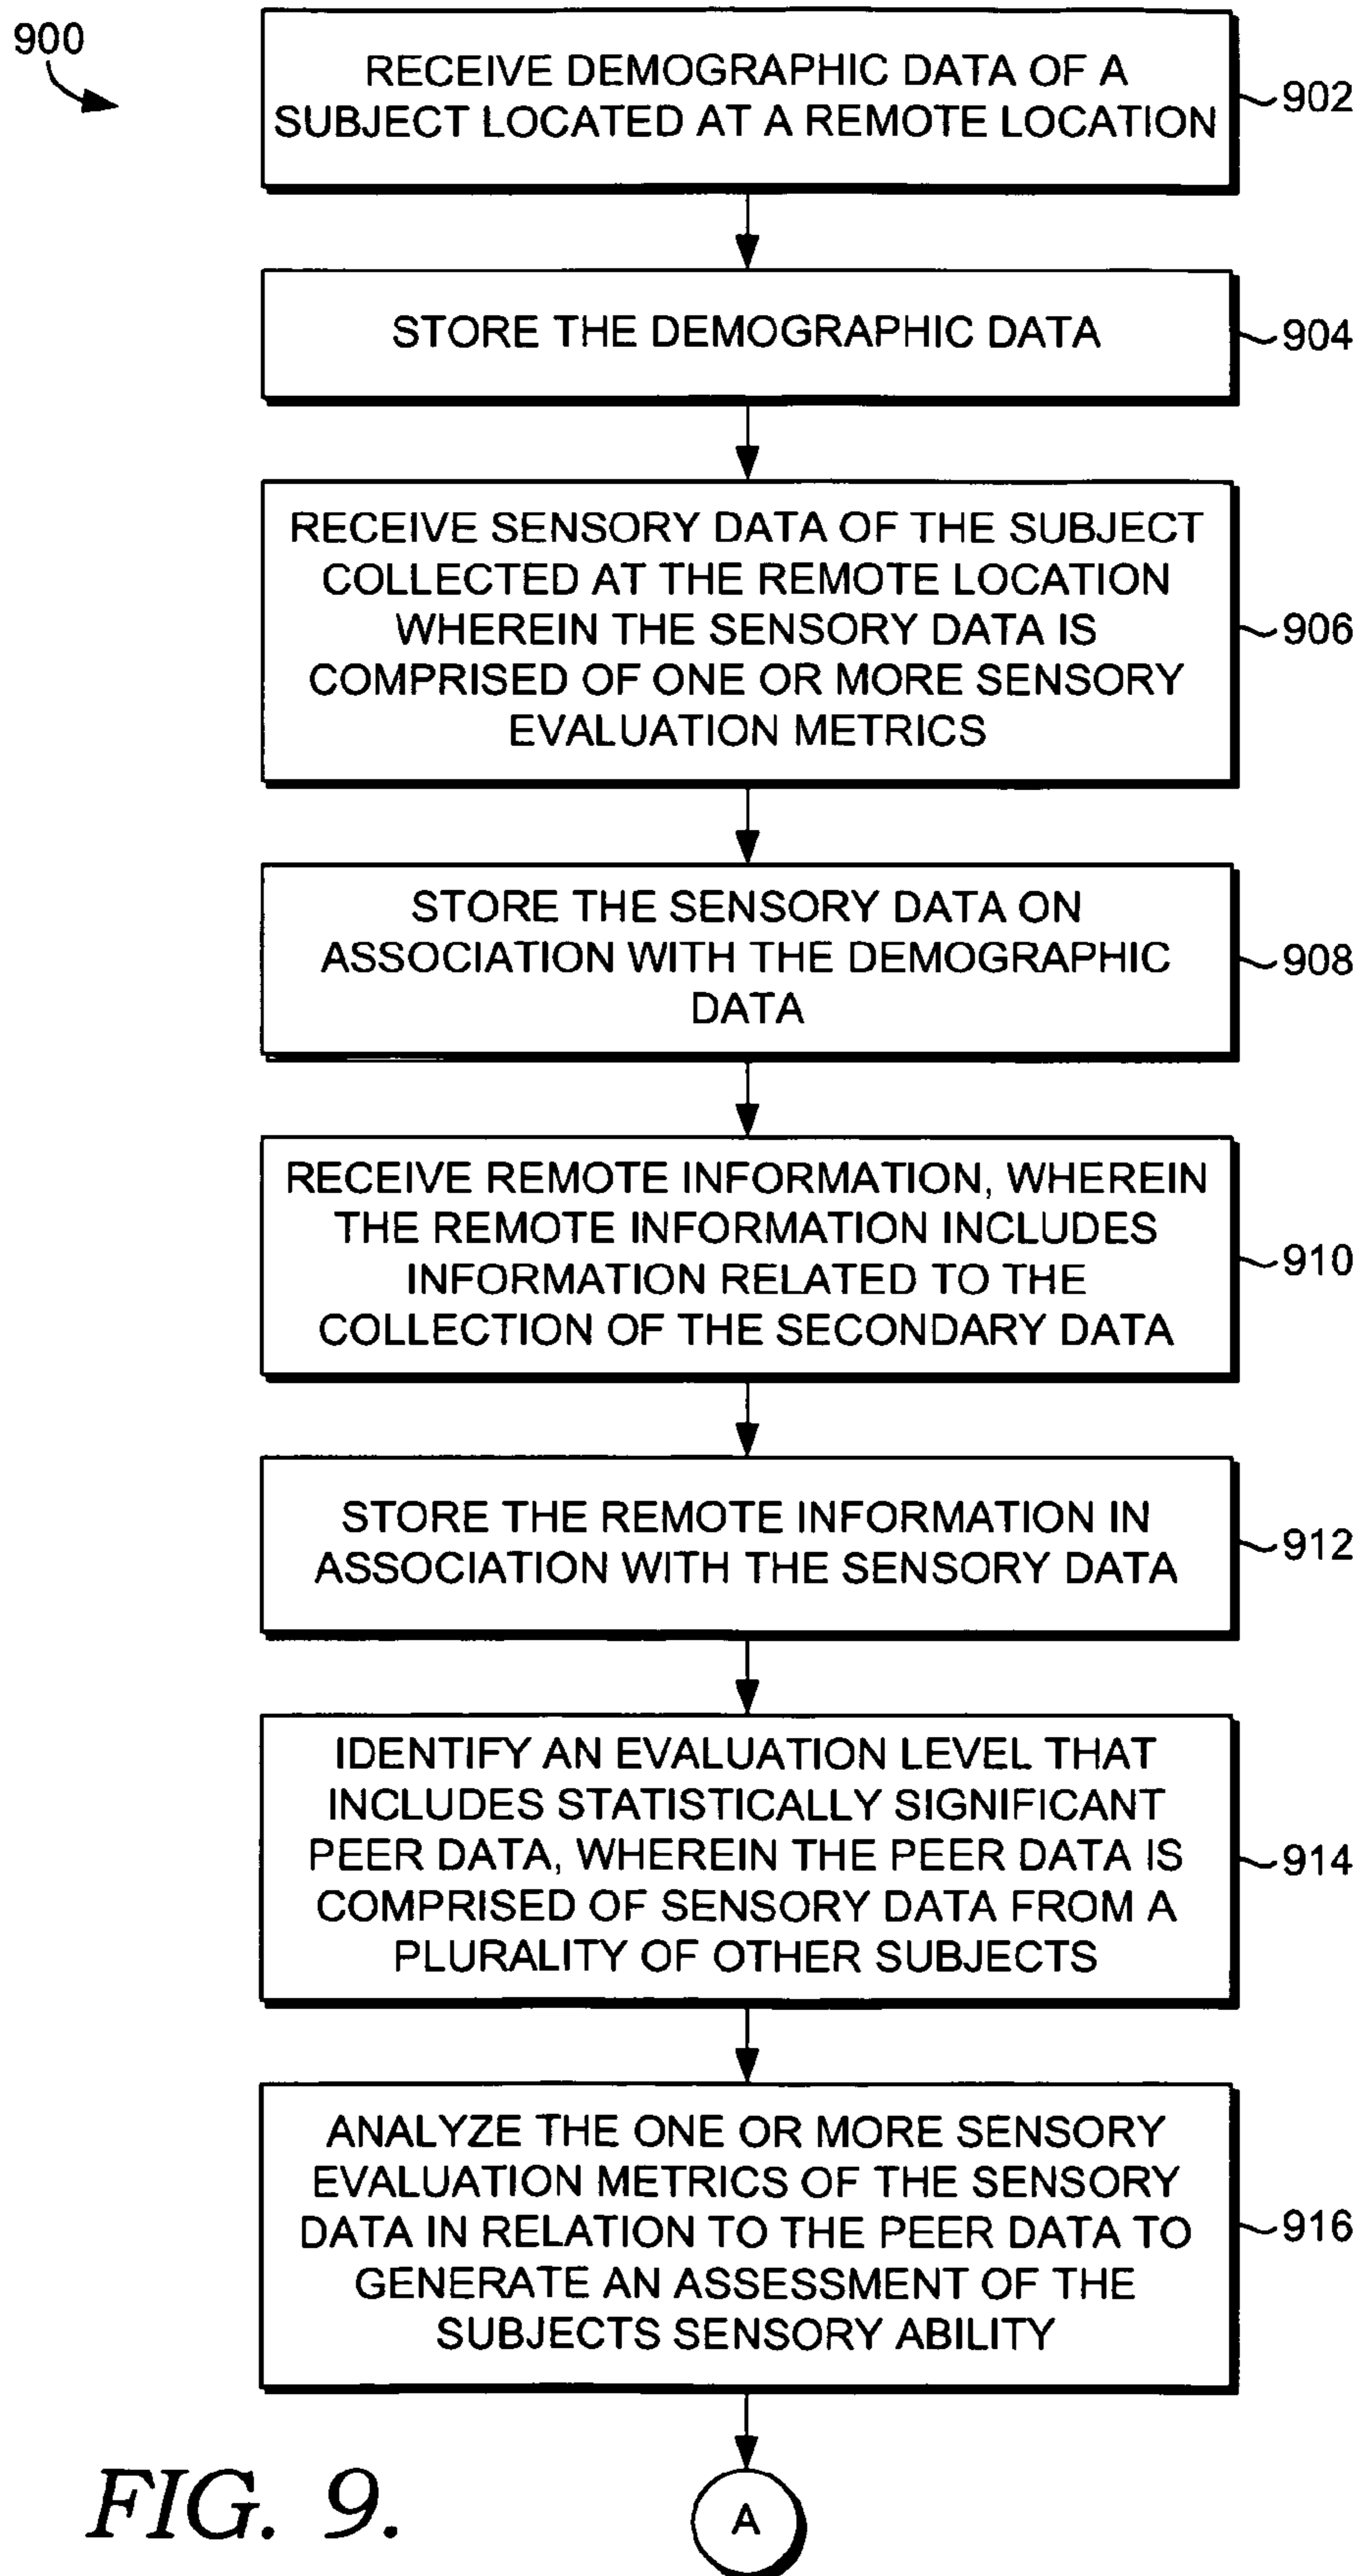 900
RECEIVE DEMOGRAPHIC DATA OF A
SUBJECT LOCATED AT A REMOTE LOCATION
902
STORE THE DEMOGRAPHIC DATA
904
RECEIVE SENSORY DATA OF THE SUBJECT
COLLECTED AT THE REMOTE LOCATION
WHEREIN THE SENSORY DATA IS
COMPRISED OF ONE OR MORE SENSORY
EVALUATION METRICS
906
STORE THE SENSORY DATA ON
ASSOCIATION WITH THE DEMOGRAPHIC
DATA
908
RECEIVE REMOTE INFORMATION, WHEREIN
THE REMOTE INFORMATION INCLUDES
INFORMATION RELATED TO THE
COLLECTION OF THE SECONDARY DATA
910
STORE THE REMOTE INFORMATION IN
ASSOCIATION WITH THE SENSORY DATA
912
IDENTIFY AN EVALUATION LEVEL THAT
INCLUDES STATISTICALLY SIGNIFICANT
PEER DATA, WHEREIN THE PEER DATA IS
COMPRISED OF SENSORY DATA FROM A
PLURALITY OF OTHER SUBJECTS
914
ANALYZE THE ONE OR MORE SENSORY
EVALUATION METRICS OF THE SENSORY
DATA IN RELATION TO THE PEER DATA TO
GENERATE AN ASSESSMENT OF THE
SUBJECTS SENSORY ABILITY
916
A
FIG. 9.